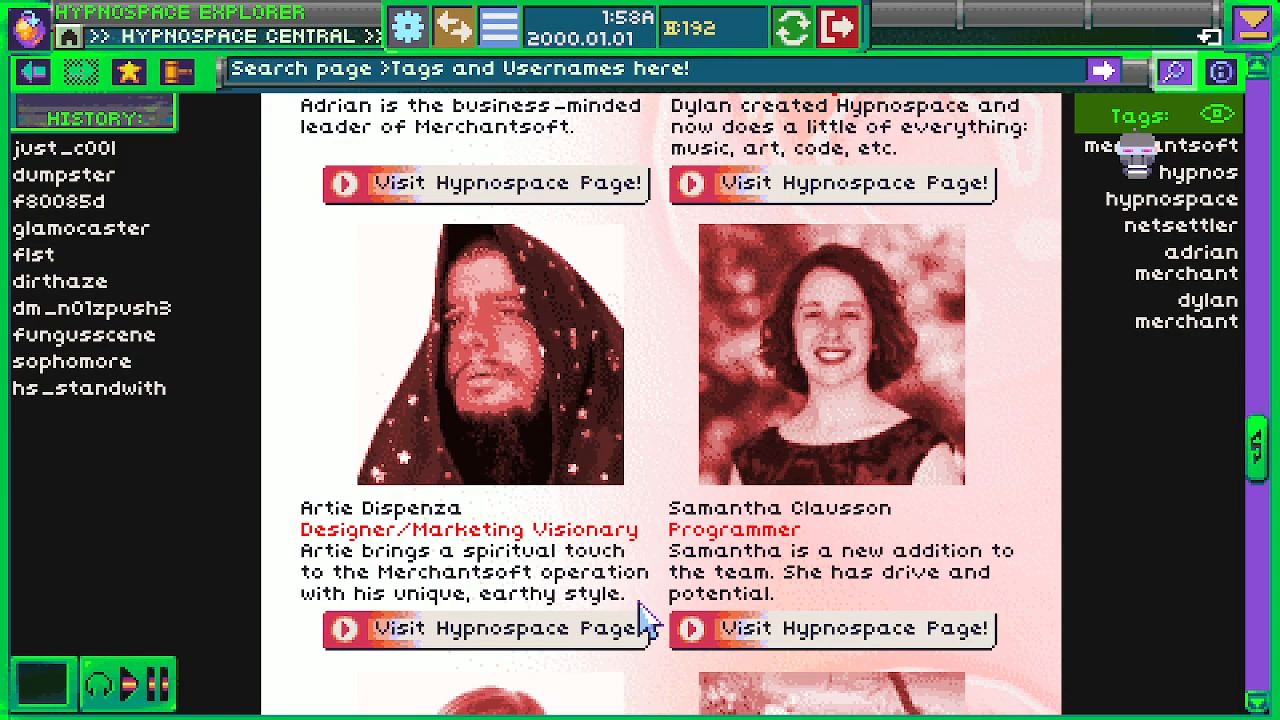 HYPNOSPACE EXPLORER
>> HYPNOSPACE CENTRAL >>
1:53A
2000.01.01
192
Search page >Tags and Usernames here!
HISTORY:
just_c00l
dumpster
f80085d
glamocaster
fist
dirthaze
dm_n01zpush3
fungusscene
sophomore
hs_standwith
Adrian is the business-minded
leader of Merchantsoft.
Visit Hypnospace Page!
Dylan created Hypnospace and
now does a little of everything:
music, art, code, etc.
Visit Hypnospace Page!
Artie Dispenza
Designer/Marketing Visionary
Artie brings a spiritual touch
to the Merchantsoft operation
with his unique, earthy style.
Visit Hypnospace Page
Samantha Clausson
Programmer
Samantha is a new addition to
the team. She has drive and
potential.
Visit Hypnospace Page!
Tags:
hypnos
hypnospace
netsettler
adrian
merchant
dylan
merchant